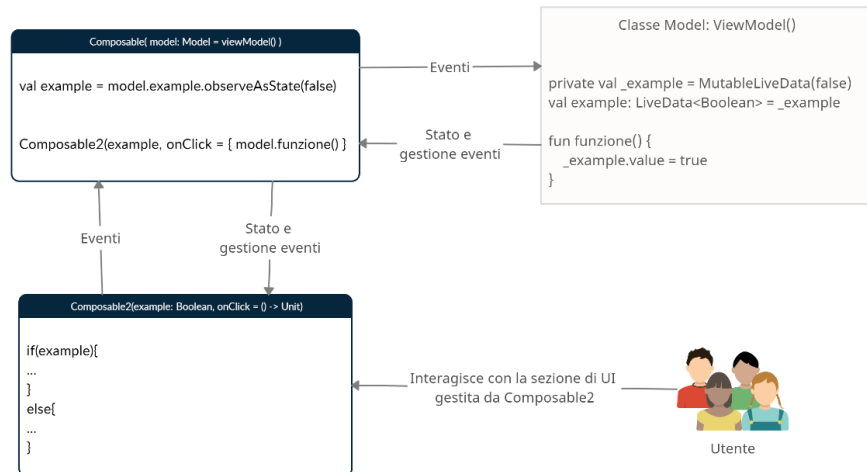 Composable( model: Model = viewModel() )
val example = model.example.observeAsState(false)
Composable2(example, onClick = { model.funzione() }
Eventi
Stato e
gestione eventi
Classe Model: ViewModel()
private val _example = MutableLiveData(false)
val example: LiveData<Boolean> = _example
fun funzione() {
_example.value = true
}
Eventi
Stato e
gestione eventi
Composable2(example: Boolean, onClick = () -> Unit)
if(example){
...
}
else{
...
}
Interagisce con la sezione di UI
gestita da Composable2
Utente